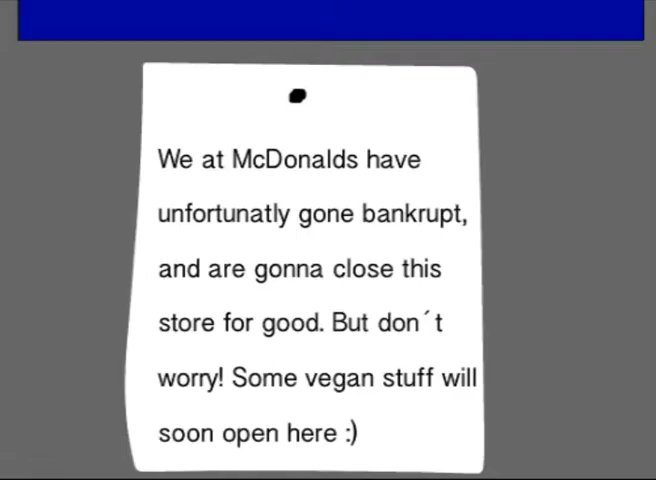 We at McDonalds have
unfortunatly gone bankrupt,
and are gonna close this
store for good. But don´t
worry! Some vegan stuff will
soon open here :)